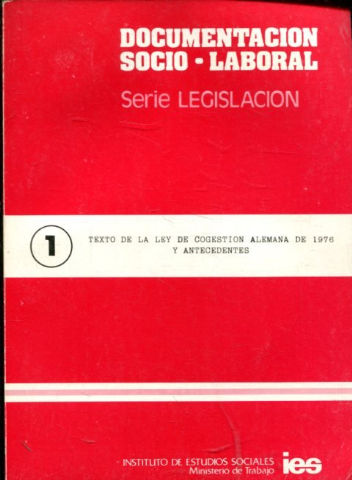 DOCUMENTACION
SOCIO - LABORAL
Serie LEGISLACION
1
TEXTO DE LA LEY DE COGESTION ALEMANA DE 1976
Y ANTECEDENTES
INSTITUTO DE ESTUDIOS SOCIALES
Ministerio de Trabajo
ies